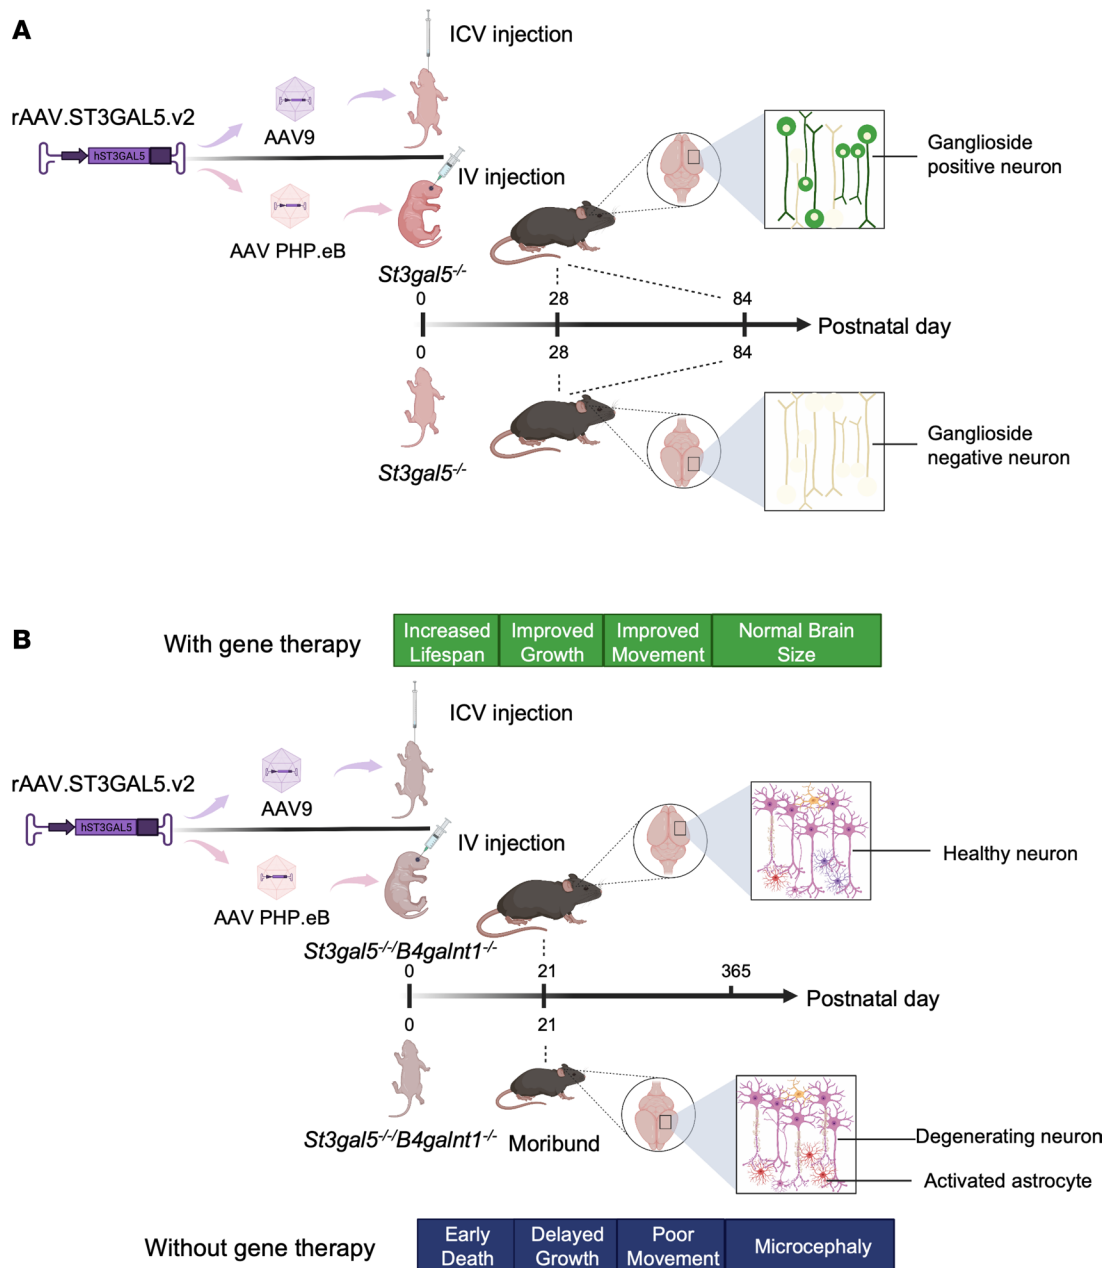 A
ICV injection
rAAV.ST3GAL5.v2
hST3GAL5
AAV9
IV injection
AAV PHP.eB
St3gal5-/-
Ganglioside
positive neuron
0 28 84
Postnatal day
0 28 84
St3gal5-/-
Ganglioside
negative neuron
B
With gene therapy
Increased
Lifespan
Improved
Growth
Improved
Movement
Normal Brain
Size
ICV injection
rAAV.ST3GAL5.v2
hST3GAL5
AAV9
IV injection
AAV PHP.eB
Healthy neuron
St3gal5-/-/B4galnt1-/-
0 21 365
Postnatal day
0 21
St3gal5-/-/B4galnt1-/-
Moribund
Degenerating neuron
Activated astrocyte
Without gene therapy
Early
Death
Delayed
Growth
Poor
Movement
Microcephaly